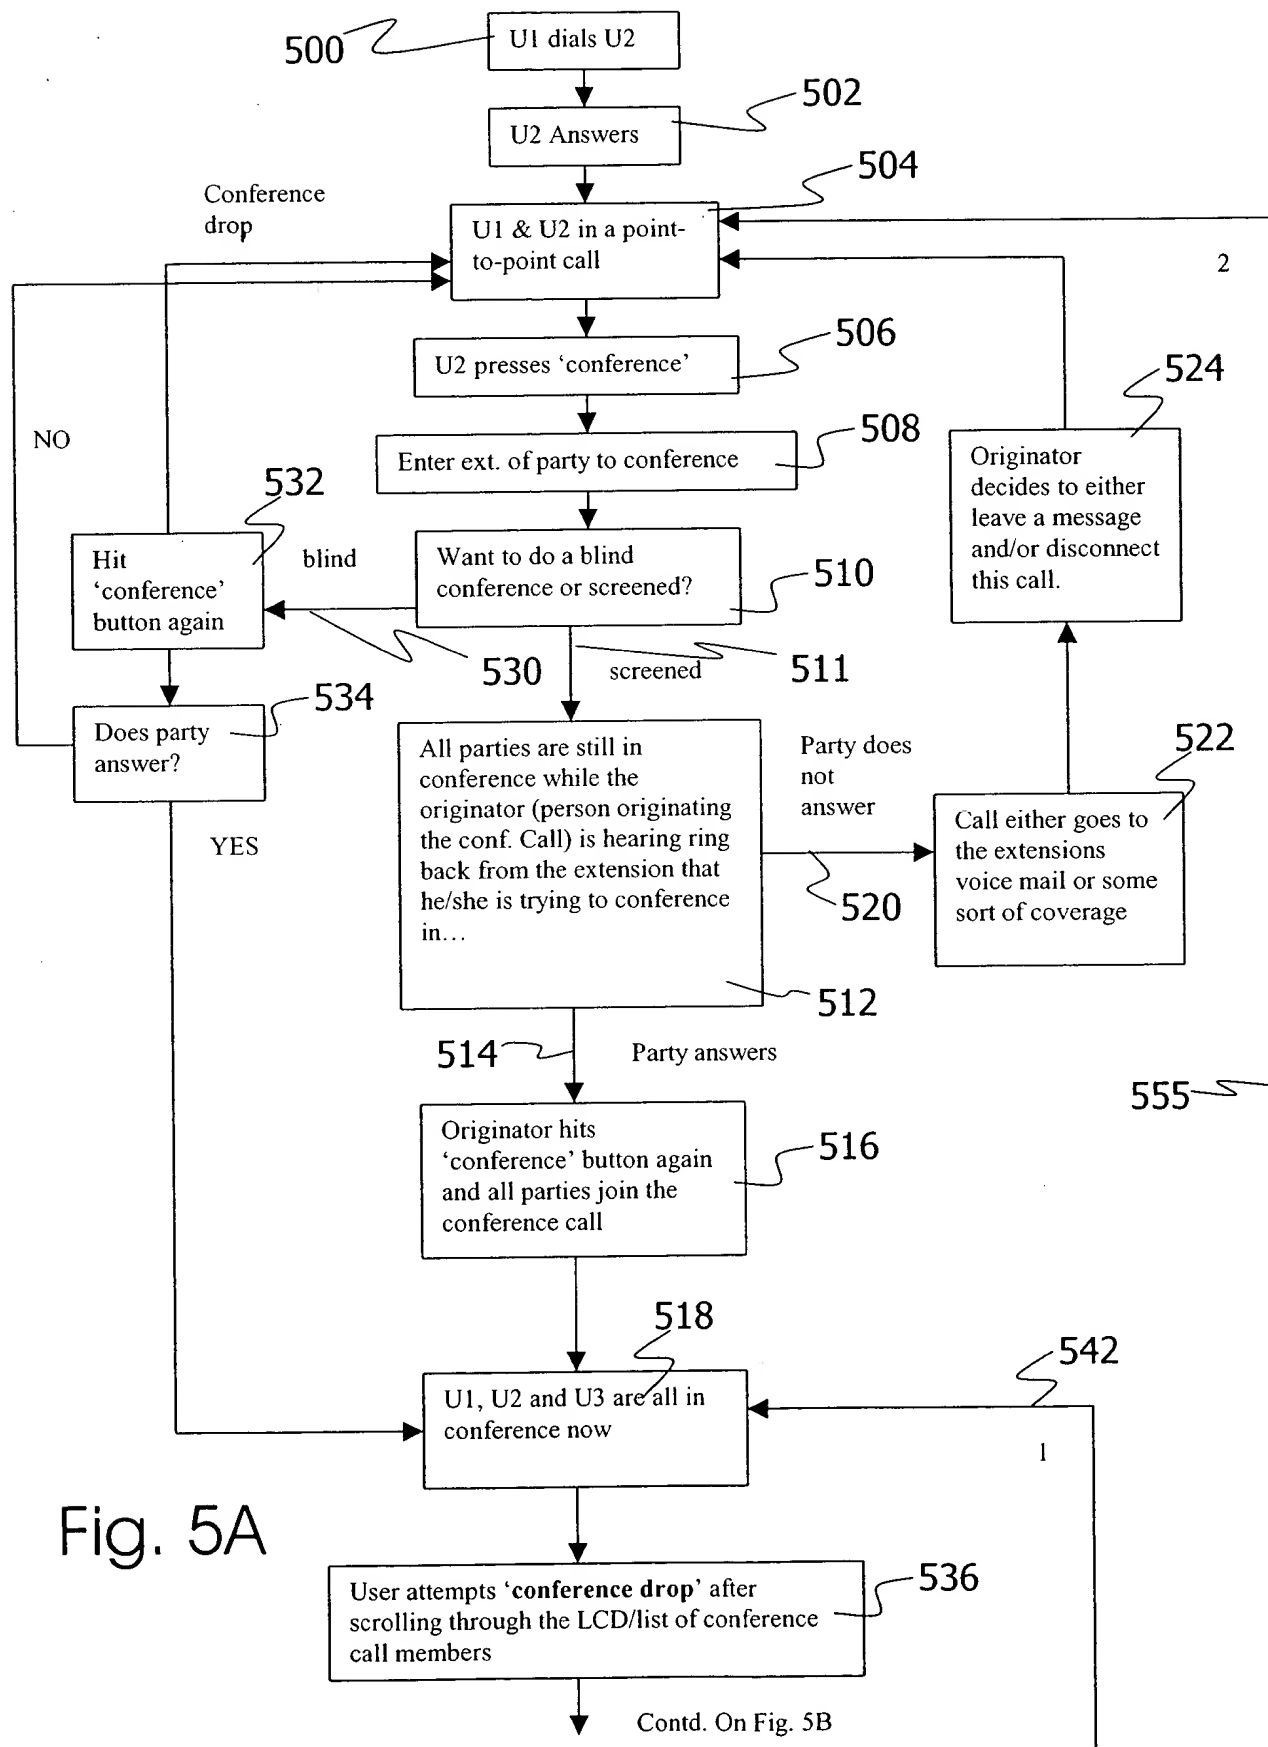 500
U1 dials U2
502
U2 Answers
504
Conference
drop
U1 & U2 in a point-
to-point call
2
506
U2 presses ‘conference’
524
NO
508
Enter ext. of party to conference
Originator
decides to either
leave a message
and/or disconnect
this call.
532
Hit
‘conference’
button again
blind
Want to do a blind
conference or screened?
510
530
screened
511
534
Does party
answer?
All parties are still in
conference while the
originator (person originating
the conf. Call) is hearing ring
back from the extension that
he/she is trying to conference
in…
Party does
not
answer
522
Call either goes to
the extensions
voice mail or some
sort of coverage
YES
520
512
514
Party answers
555
Originator hits
‘conference’ button again
and all parties join the
conference call
516
518
542
U1, U2 and U3 are all in
conference now
1
Fig. 5A
User attempts ‘conference drop’ after
scrolling through the LCD/list of conference
call members
536
Contd. On Fig. 5B